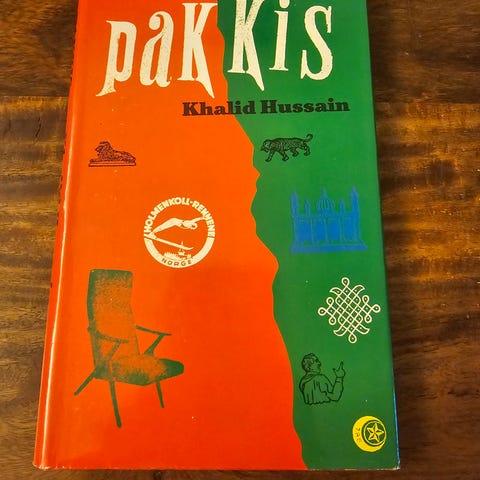 pakkis
Khalid Hussain
HOLMENKOLL-RENNENE
NORGE